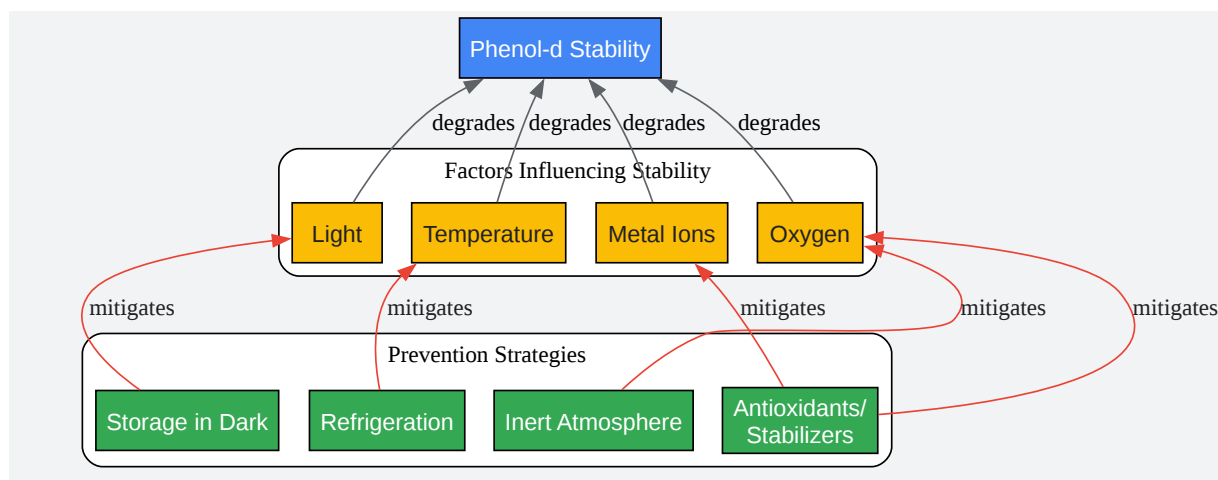 Phenol-d Stability
degrades
degrades
degrades
degrades
Factors Influencing Stability
Light
Temperature
Metal Ions
Oxygen
mitigates
mitigates
mitigates
mitigates
mitigates
Prevention Strategies
Storage in Dark
Refrigeration
Inert Atmosphere
Antioxidants/
Stabilizers